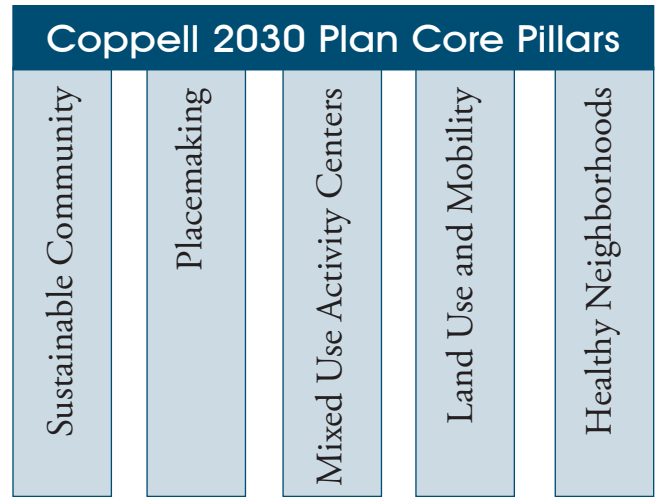 Coppell 2030 Plan Core Pillars
Sustainable Community
Placemaking
Mixed Use Activity Centers
Land Use and Mobility
Healthy Neighborhoods